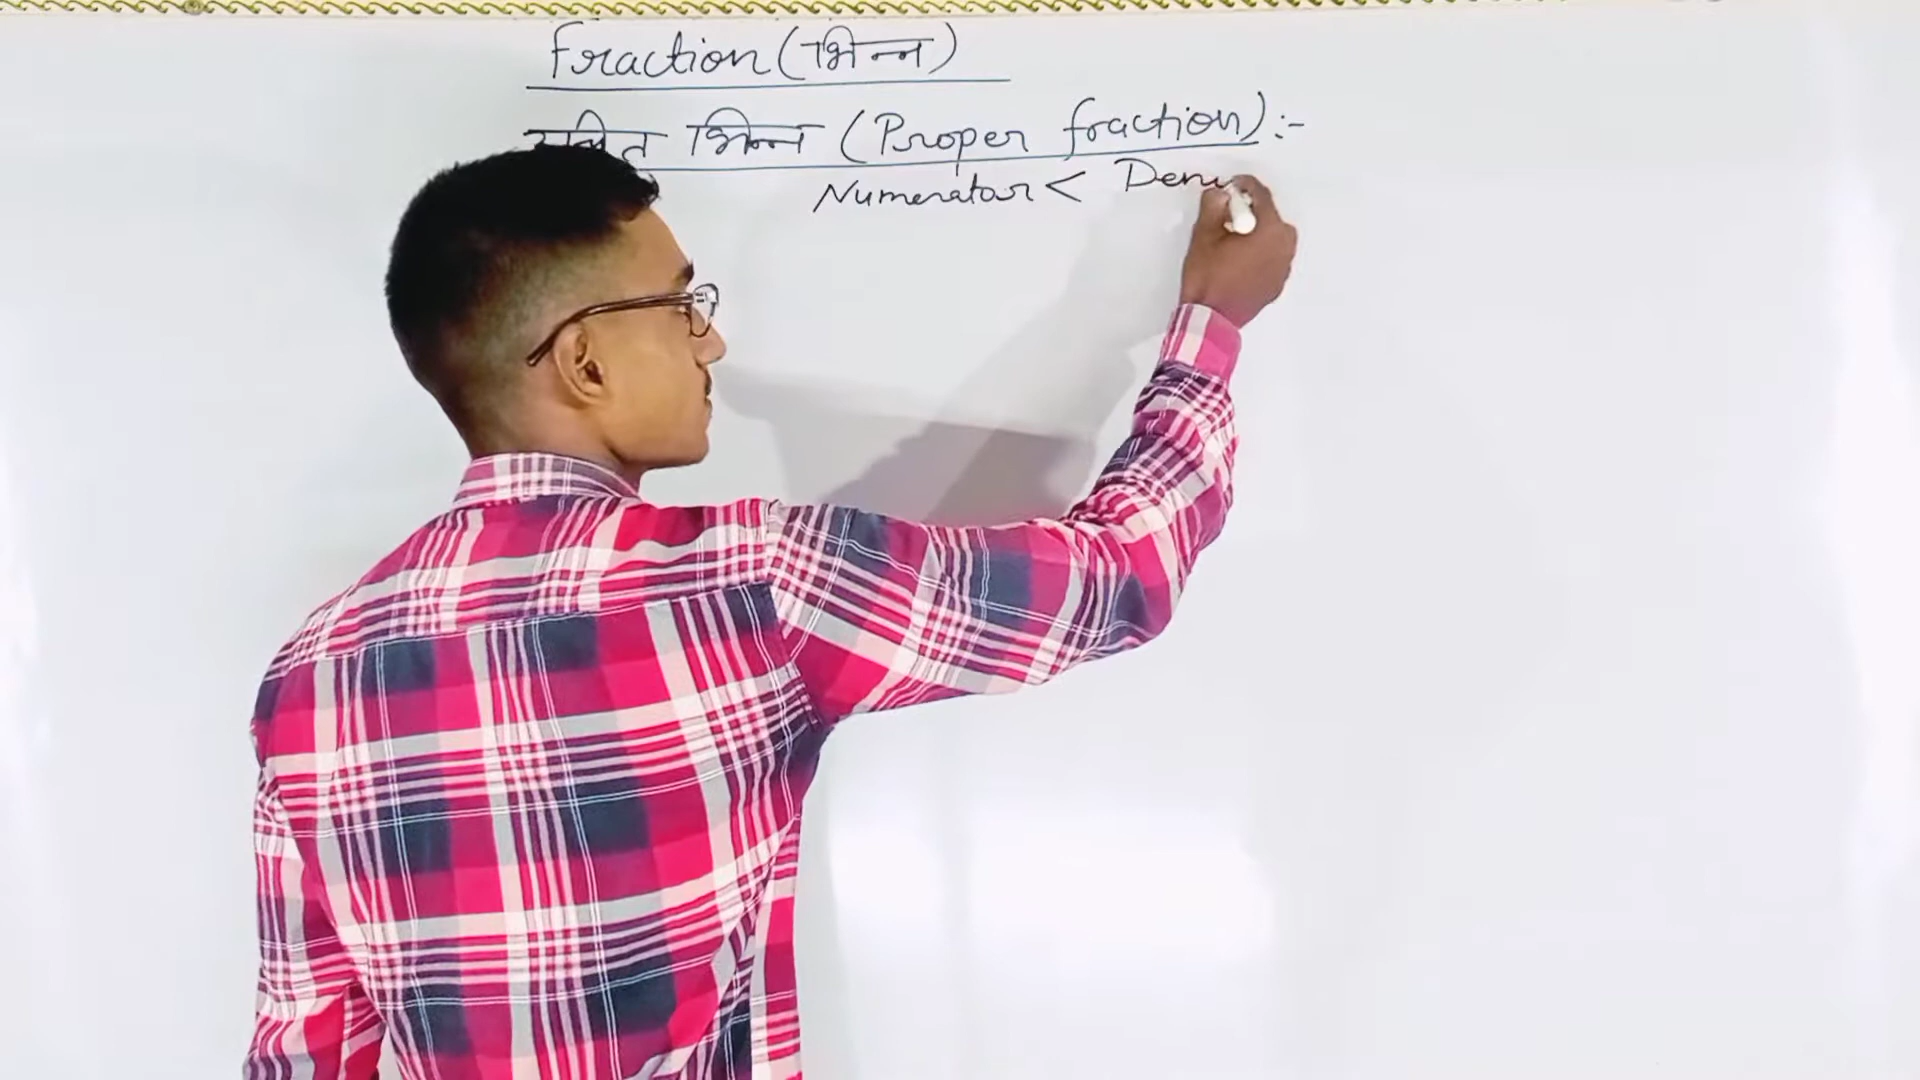 Fraction (भिन्न)
भिन्न (Proper fraction) :-
Numerator < Den